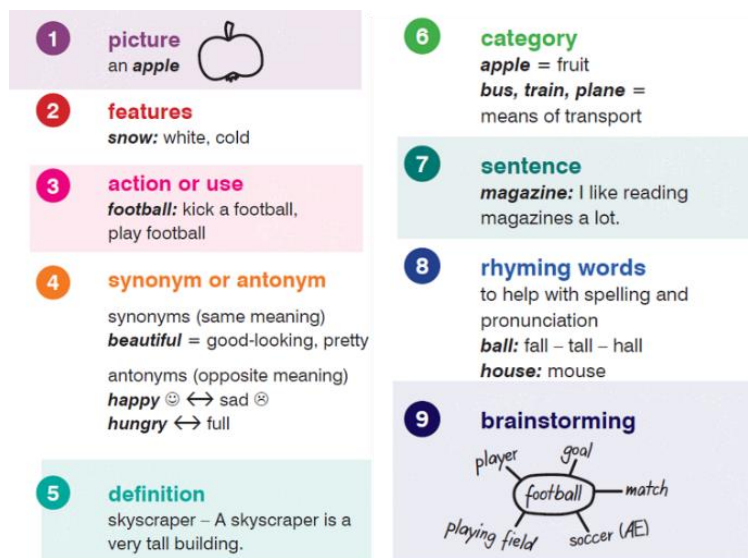 1 picture
an apple
2 features
snow: white, cold
3 action or use
football: kick a football,
play football
4 synonym or antonym
synonyms (same meaning)
beautiful = good-looking, pretty
antonyms (opposite meaning)
happy ☺ ↔ sad ☹
hungry ↔ full
5 definition
skyscraper – A skyscraper is a
very tall building.
6 category
apple = fruit
bus, train, plane =
means of transport
7 sentence
magazine: I like reading
magazines a lot.
8 rhyming words
to help with spelling and
pronunciation
ball: fall – tall – hall
house: mouse
9 brainstorming
player
goal
football
match
playing field
soccer (AE)